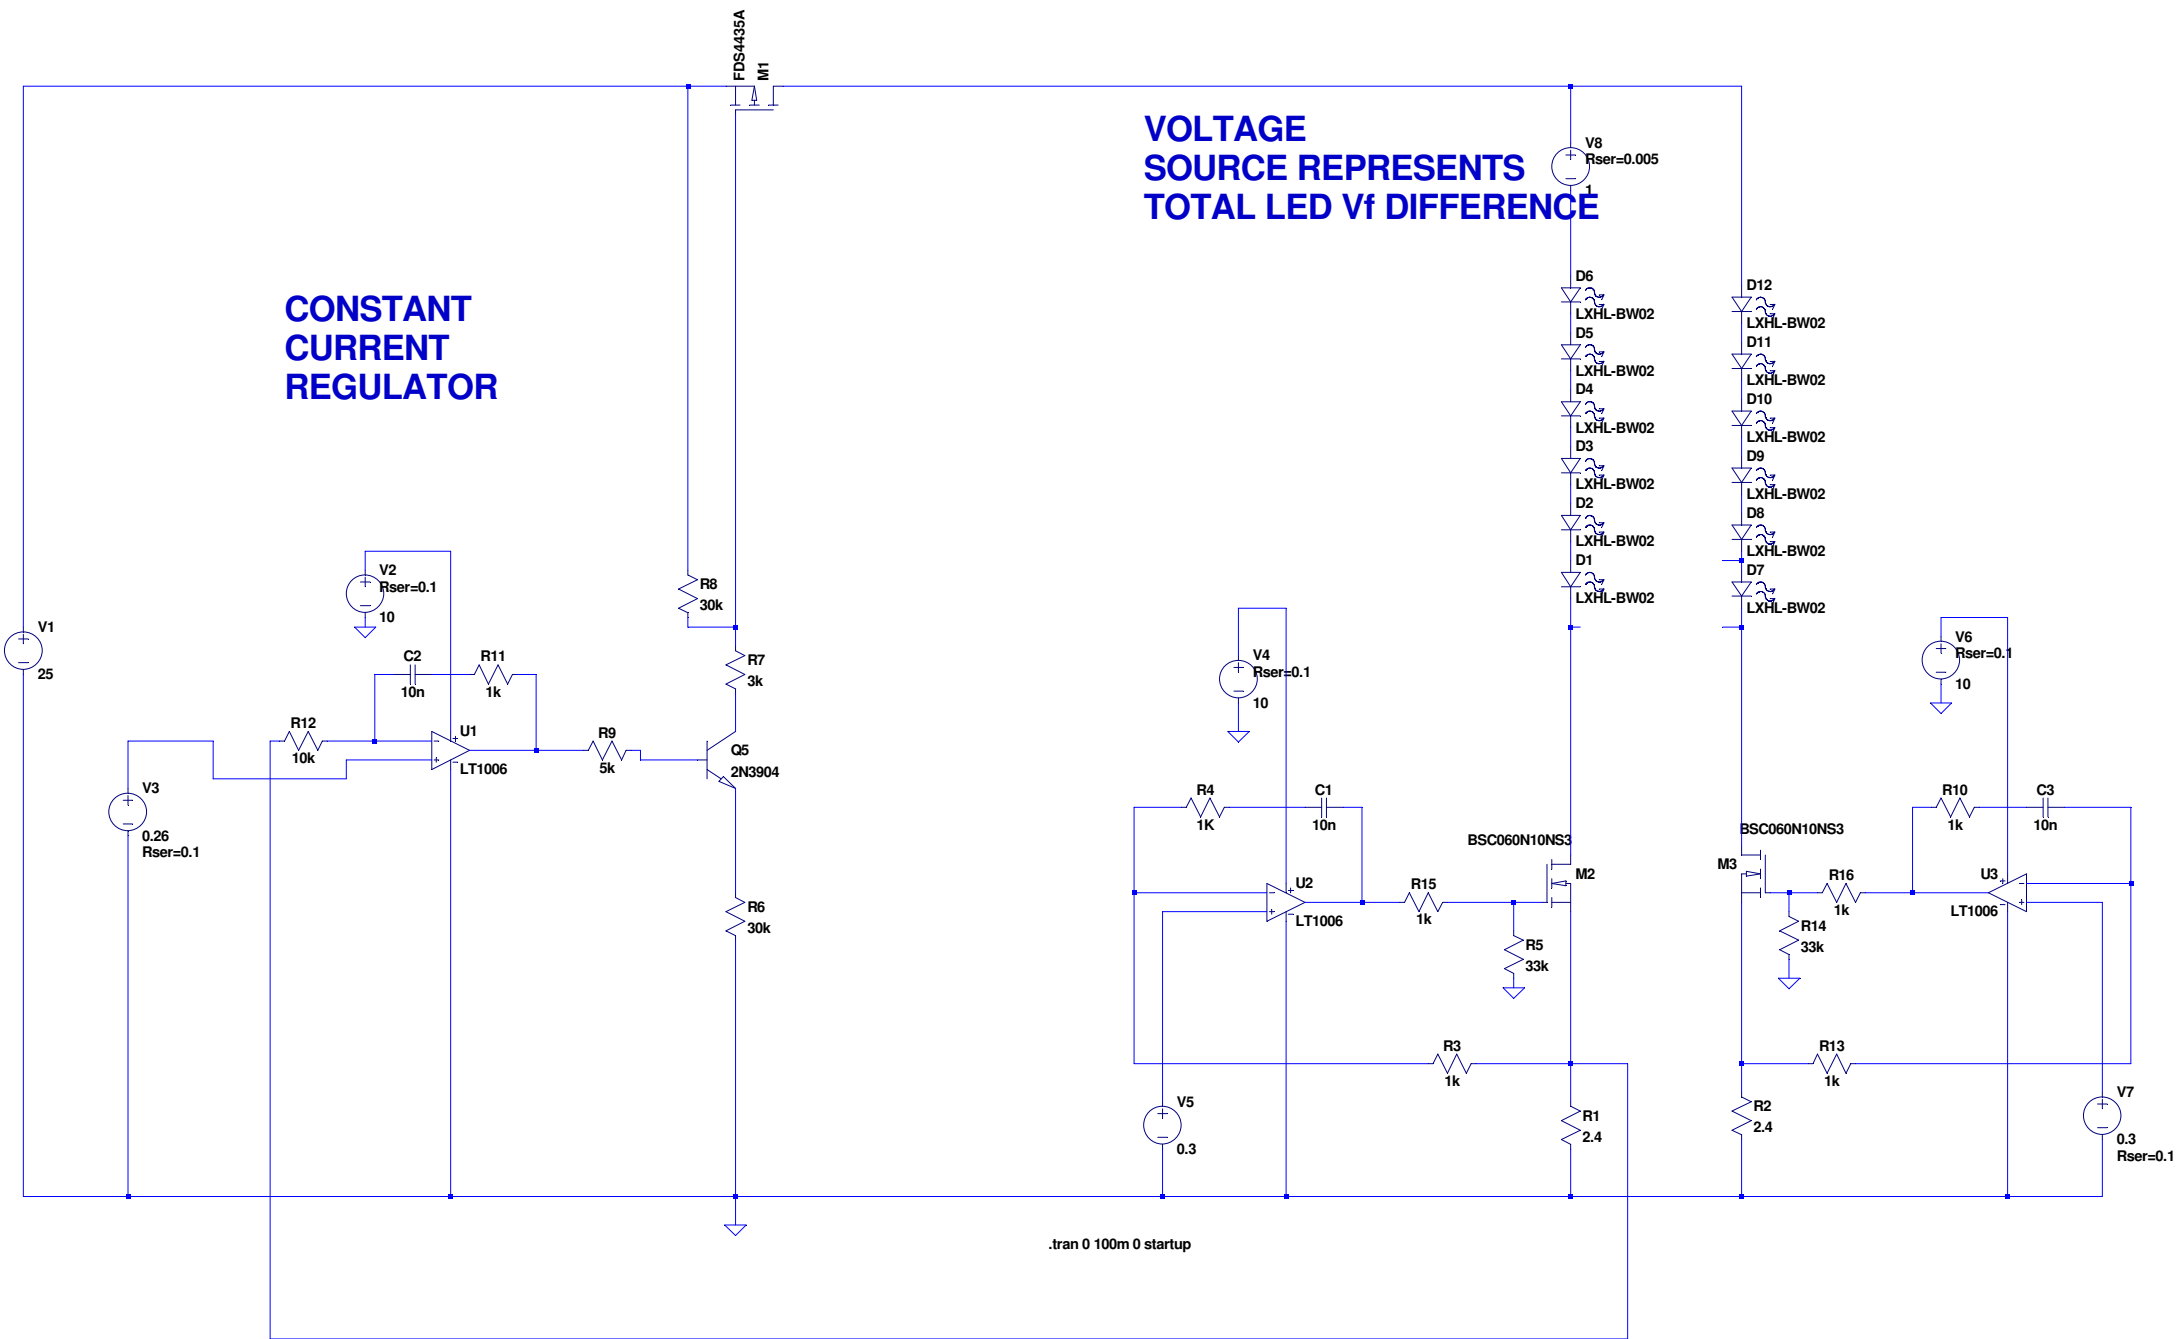 FDS4435A
M1
VOLTAGE
SOURCE REPRESENTS
TOTAL LED Vf DIFFERENCE
V8
Rser=0.005
1
CONSTANT
CURRENT
REGULATOR
D6
LXHL-BW02
D5
LXHL-BW02
D4
LXHL-BW02
D3
LXHL-BW02
D2
LXHL-BW02
D1
LXHL-BW02
D12
LXHL-BW02
D11
LXHL-BW02
D10
LXHL-BW02
D9
LXHL-BW02
D8
LXHL-BW02
D7
LXHL-BW02
V1
25
V2
Rser=0.1
10
C2
10n
R11
1k
R12
10k
U1
LT1006
V3
0.26
Rser=0.1
R9
5k
R8
30k
R7
3k
Q5
2N3904
R6
30k
V4
Rser=0.1
10
R4
1K
C1
10n
U2
LT1006
R15
1k
BSC060N10NS3
M2
R5
33k
R3
1k
V5
0.3
R1
2.4
V6
Rser=0.1
10
R10
1k
C3
10n
BSC060N10NS3
M3
R16
1k
U3
LT1006
R14
33k
R13
1k
R2
2.4
V7
0.3
Rser=0.1
.tran 0 100m 0 startup